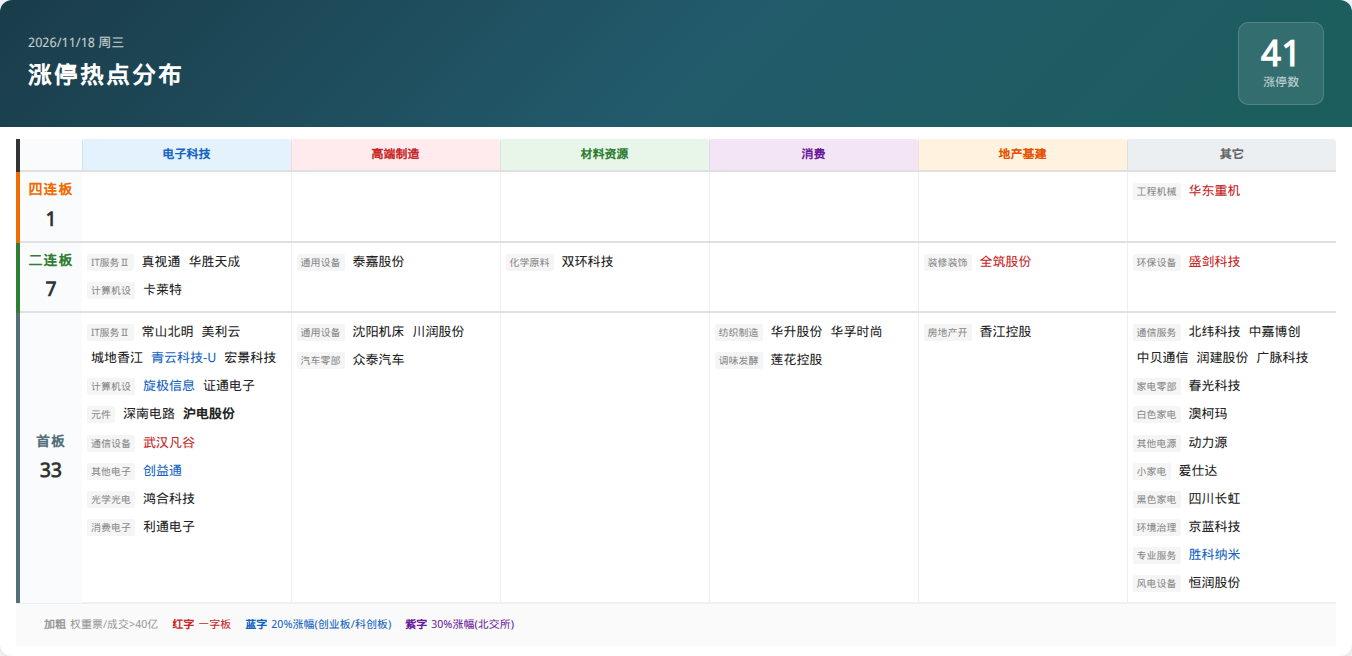 2026/11/18 周三
涨停热点分布
41
涨停数
电子科技 高端制造 材料资源 消费 地产基建 其它
四连板
1
工程机械 华东重机
二连板
7
IT服务Ⅱ 真视通 华胜天成
计算机设 卡莱特
通用设备 泰嘉股份
化学原料 双环科技
装修装饰 全筑股份
环保设备 盛剑科技
首板
33
IT服务Ⅱ 常山北明 美利云
城地香江 青云科技-U 宏景科技
计算机设 旋极信息 证通电子
元件 深南电路 沪电股份
通信设备 武汉凡谷
其他电子 创益通
光学光电 鸿合科技
消费电子 利通电子
通用设备 沈阳机床 川润股份
汽车零部 众泰汽车
纺织制造 华升股份 华孚时尚
调味发酵 莲花控股
房地产开 香江控股
通信服务 北纬科技 中嘉博创
中贝通信 润建股份 广脉科技
家电零部 春光科技
白色家电 澳柯玛
其他电源 动力源
小家电 爱仕达
黑色家电 四川长虹
环境治理 京蓝科技
专业服务 胜科纳米
风电设备 恒润股份
加粗 权重票/成交>40亿 红字 一字板 蓝字 20%涨幅(创业板/科创板) 紫字 30%涨幅(北交所)